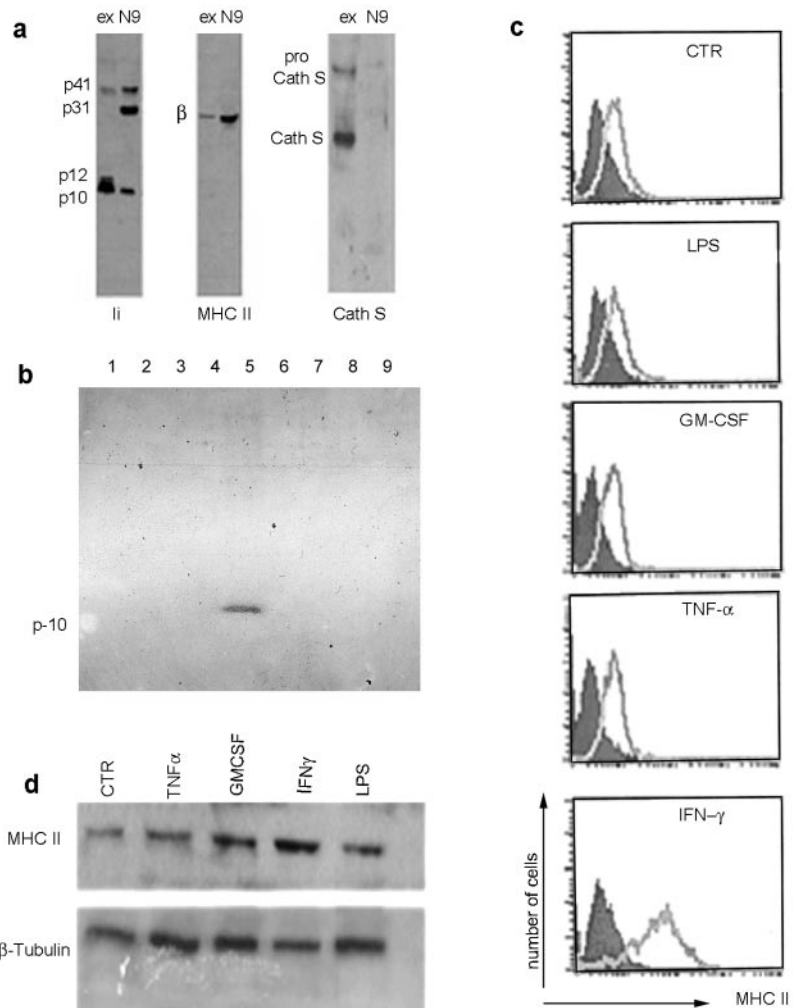 a
ex N9
p41
p31
p12
p10
Ii
ex N9
β
MHC II
ex N9
pro
Cath S
Cath S
Cath S
b
1 2 3 4 5 6 7 8 9
p-10
c
CTR
LPS
GM-CSF
TNF-α
IFN–γ
number of cells
MHC II
d
CTR
TNFα
GMCSF
IFNγ
LPS
MHC II
β-Tubulin